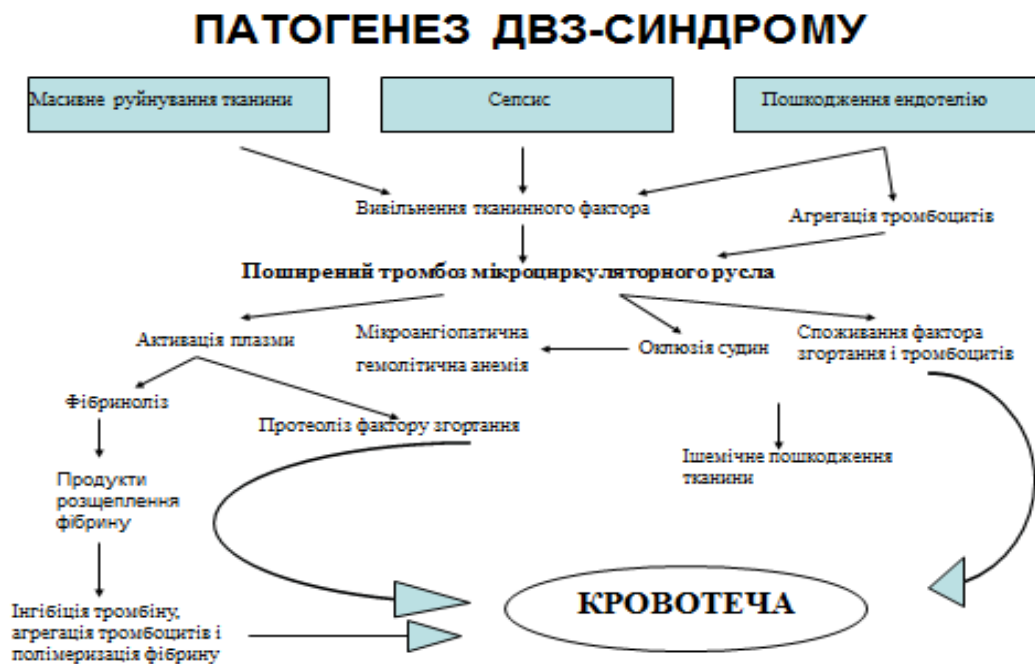 ПАТОГЕНЕЗ ДВЗ-СИНДРОМУ
Масивне руйнування тканини
Сепсис
Пошкодження ендотелію
Вивільнення тканинного фактора
Агрегація тромбоцитів
Поширений тромбоз мікроциркуляторного русла
Активація плазми
Мікроангіопатична
гемолітична анемія
Оклюзія судин
Споживання фактора
згортання і тромбоцитів
Фібриноліз
Протеоліз фактору згортання
Ішемічне пошкодження
тканини
Продукти
розщеплення
фібрину
Інгібіція тромбіну,
агрегація тромбоцитів і
полімеризація фібрину
КРОВОТЕЧА